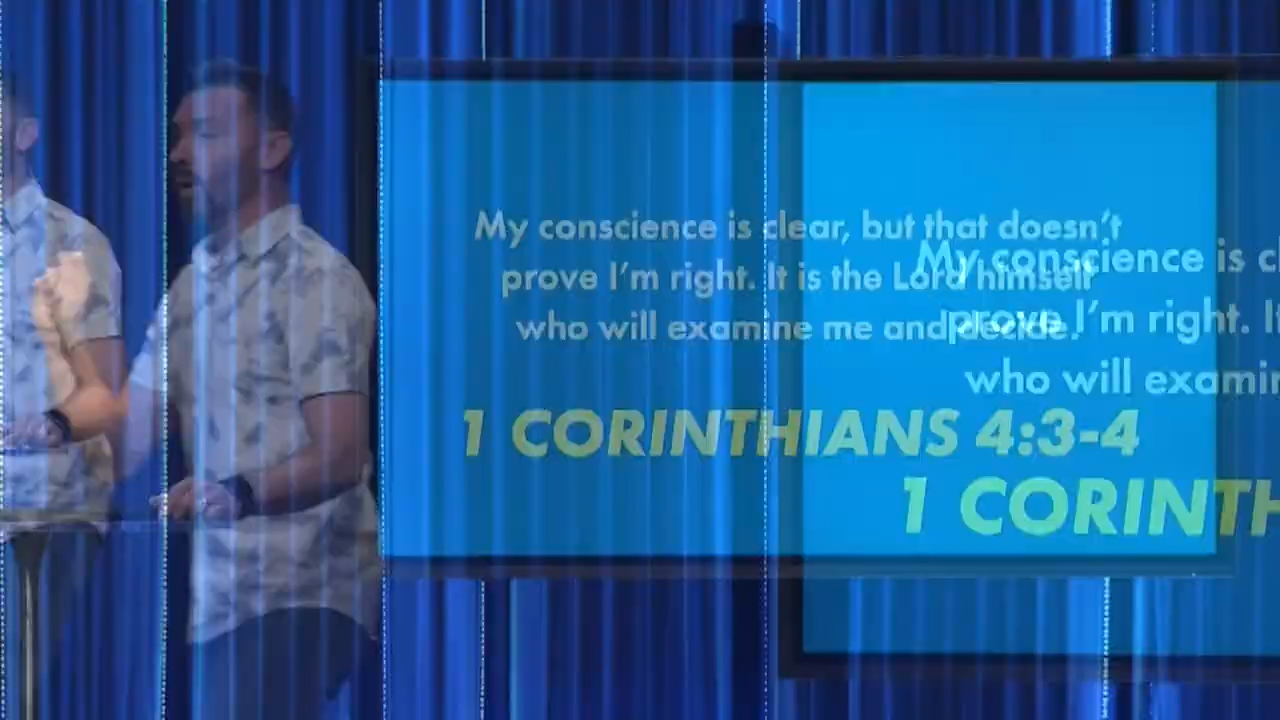 My conscience is clear, but that doesn't
prove I'm right. It is the Lord himself
who will examine me and decide.
1 CORINTHIANS 4:3-4
My conscience is cl
prove I'm right. It
who will examin
1 CORINTH